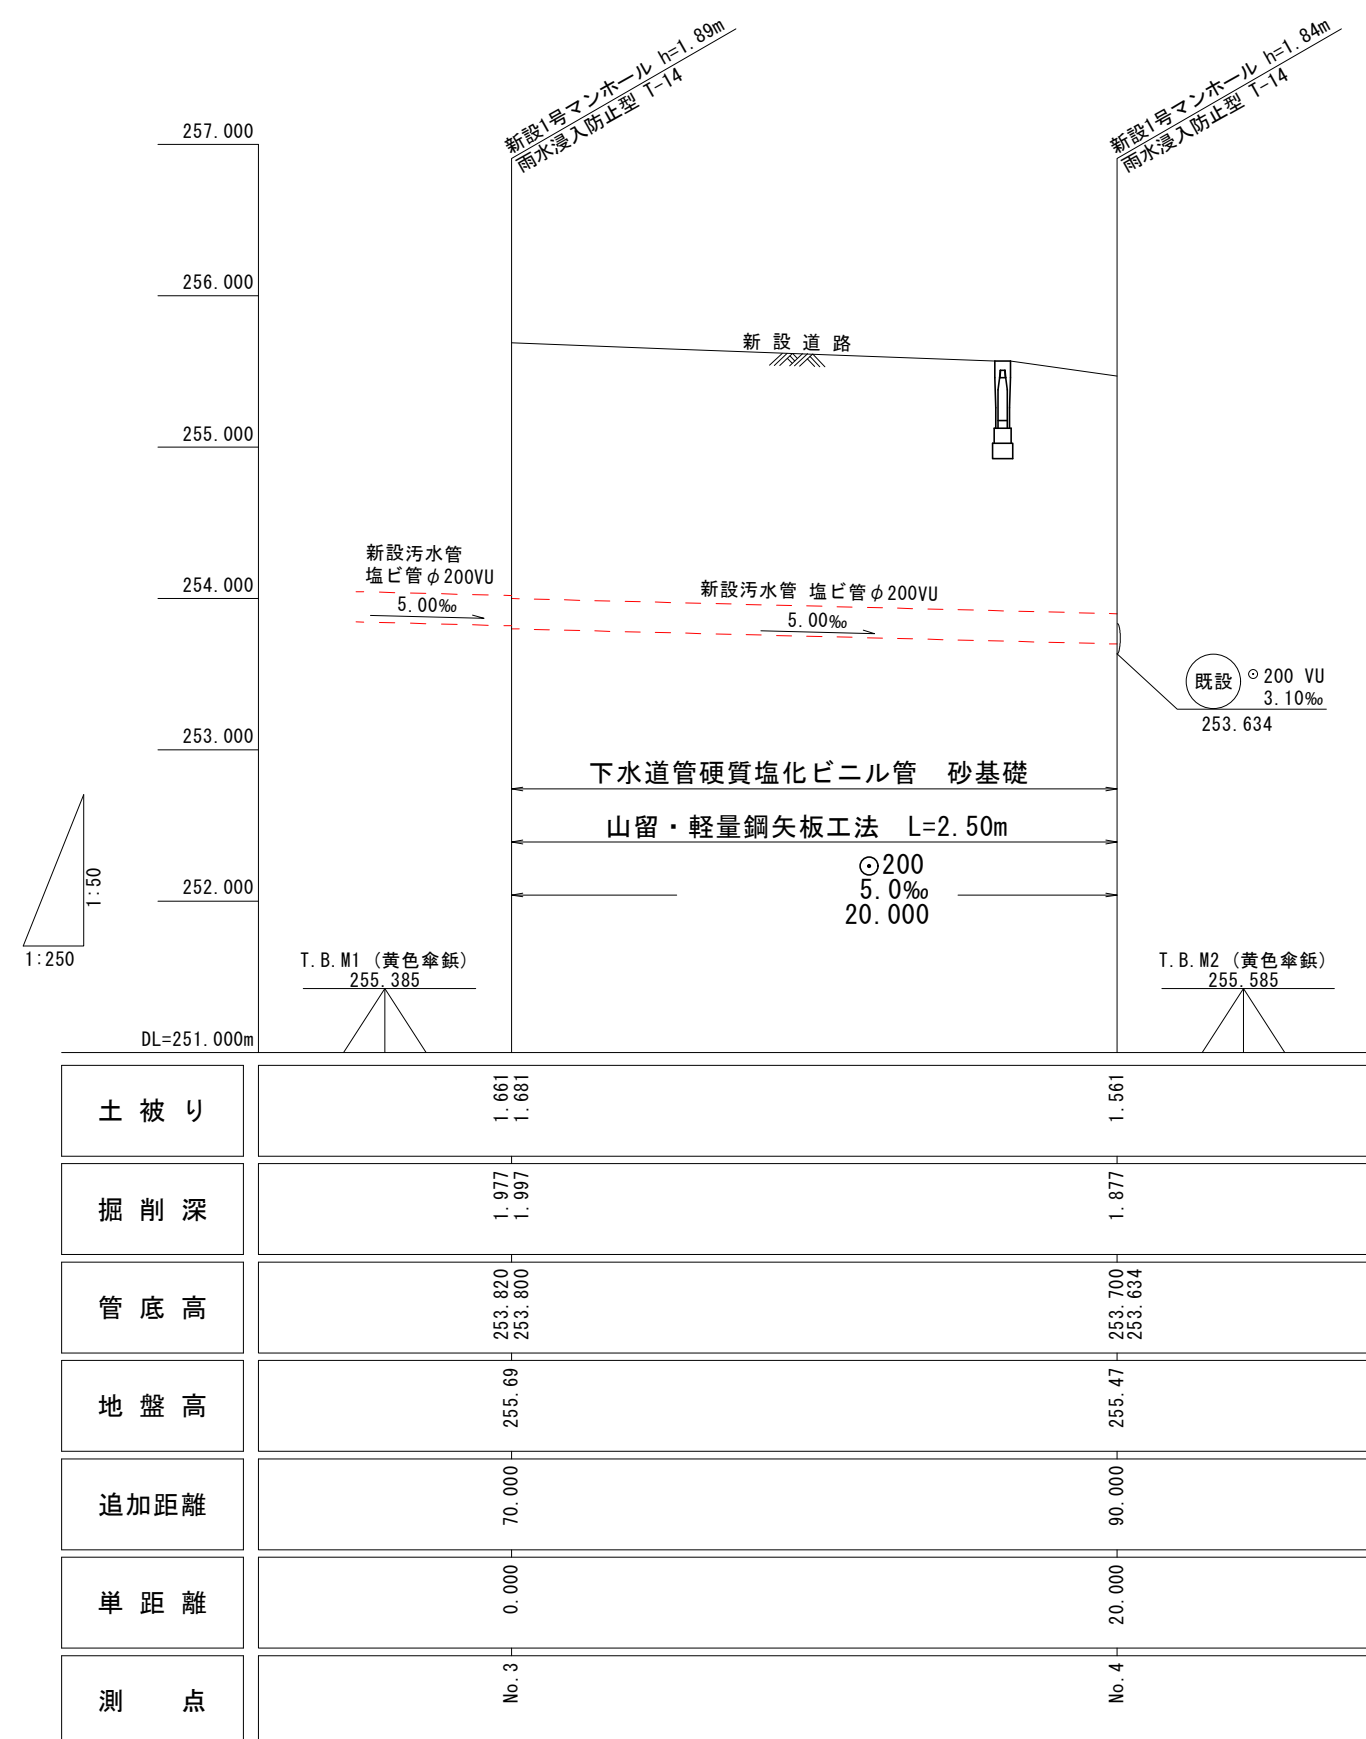 新設1号マンホール h=1.89m
雨水浸入防止型 T-14
新設1号マンホール h=1.84m
雨水浸入防止型 T-14
257.000
256.000
255.000
254.000
253.000
252.000
DL=251.000m
新設道路
新設汚水管
塩ビ管φ200VU
5.00‰
新設汚水管 塩ビ管φ200VU
5.00‰
既設
⊙200 VU
3.10‰
253.634
下水道管硬質塩化ビニル管 砂基礎
山留・軽量鋼矢板工法 L=2.50m
⊙200
5.0‰
20.000
1:50
1:250
T.B.M1 (黄色傘鋲)
255.385
T.B.M2 (黄色傘鋲)
255.585
土被り
1.661
1.681
1.561
掘削深
1.977
1.997
1.877
管底高
253.820
253.800
253.700
253.634
地盤高
255.69
255.47
追加距離
70.000
90.000
単距離
0.000
20.000
測点
No.3
No.4